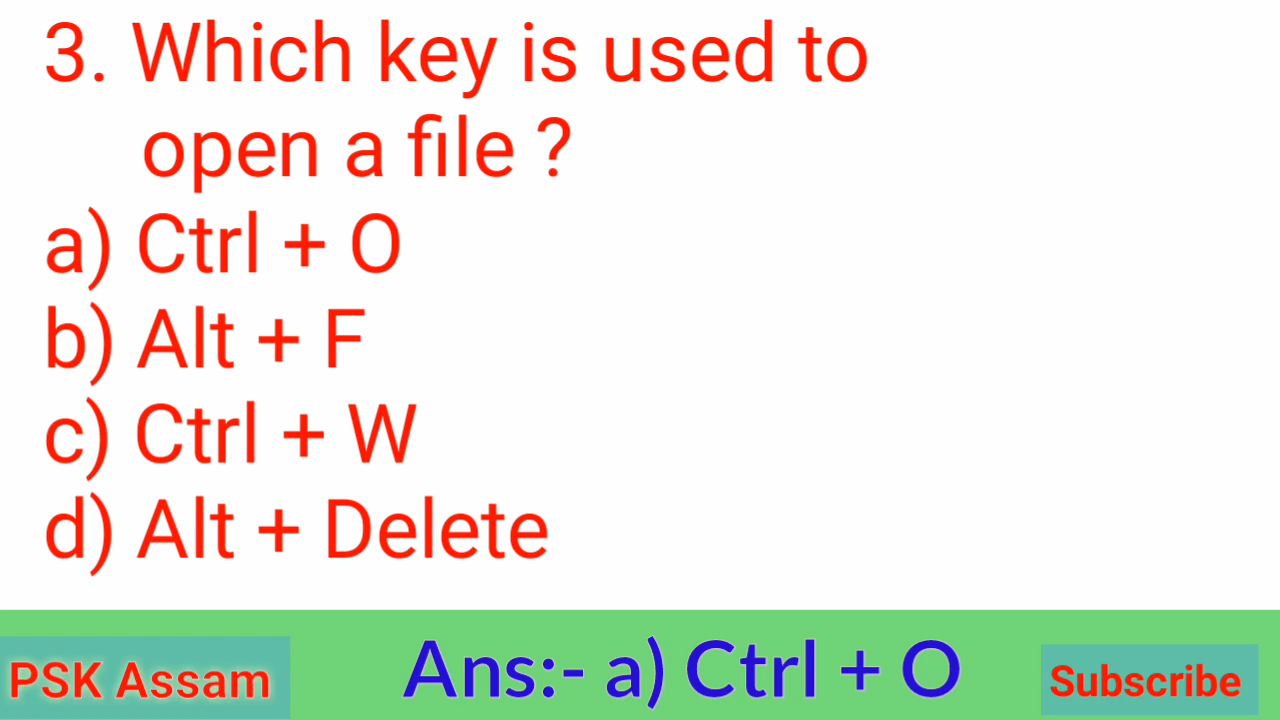 3. Which key is used to
open a file ?
a) Ctrl + O
b) Alt + F
c) Ctrl + W
d) Alt + Delete
PSK Assam
Ans:- a) Ctrl + O
Subscribe